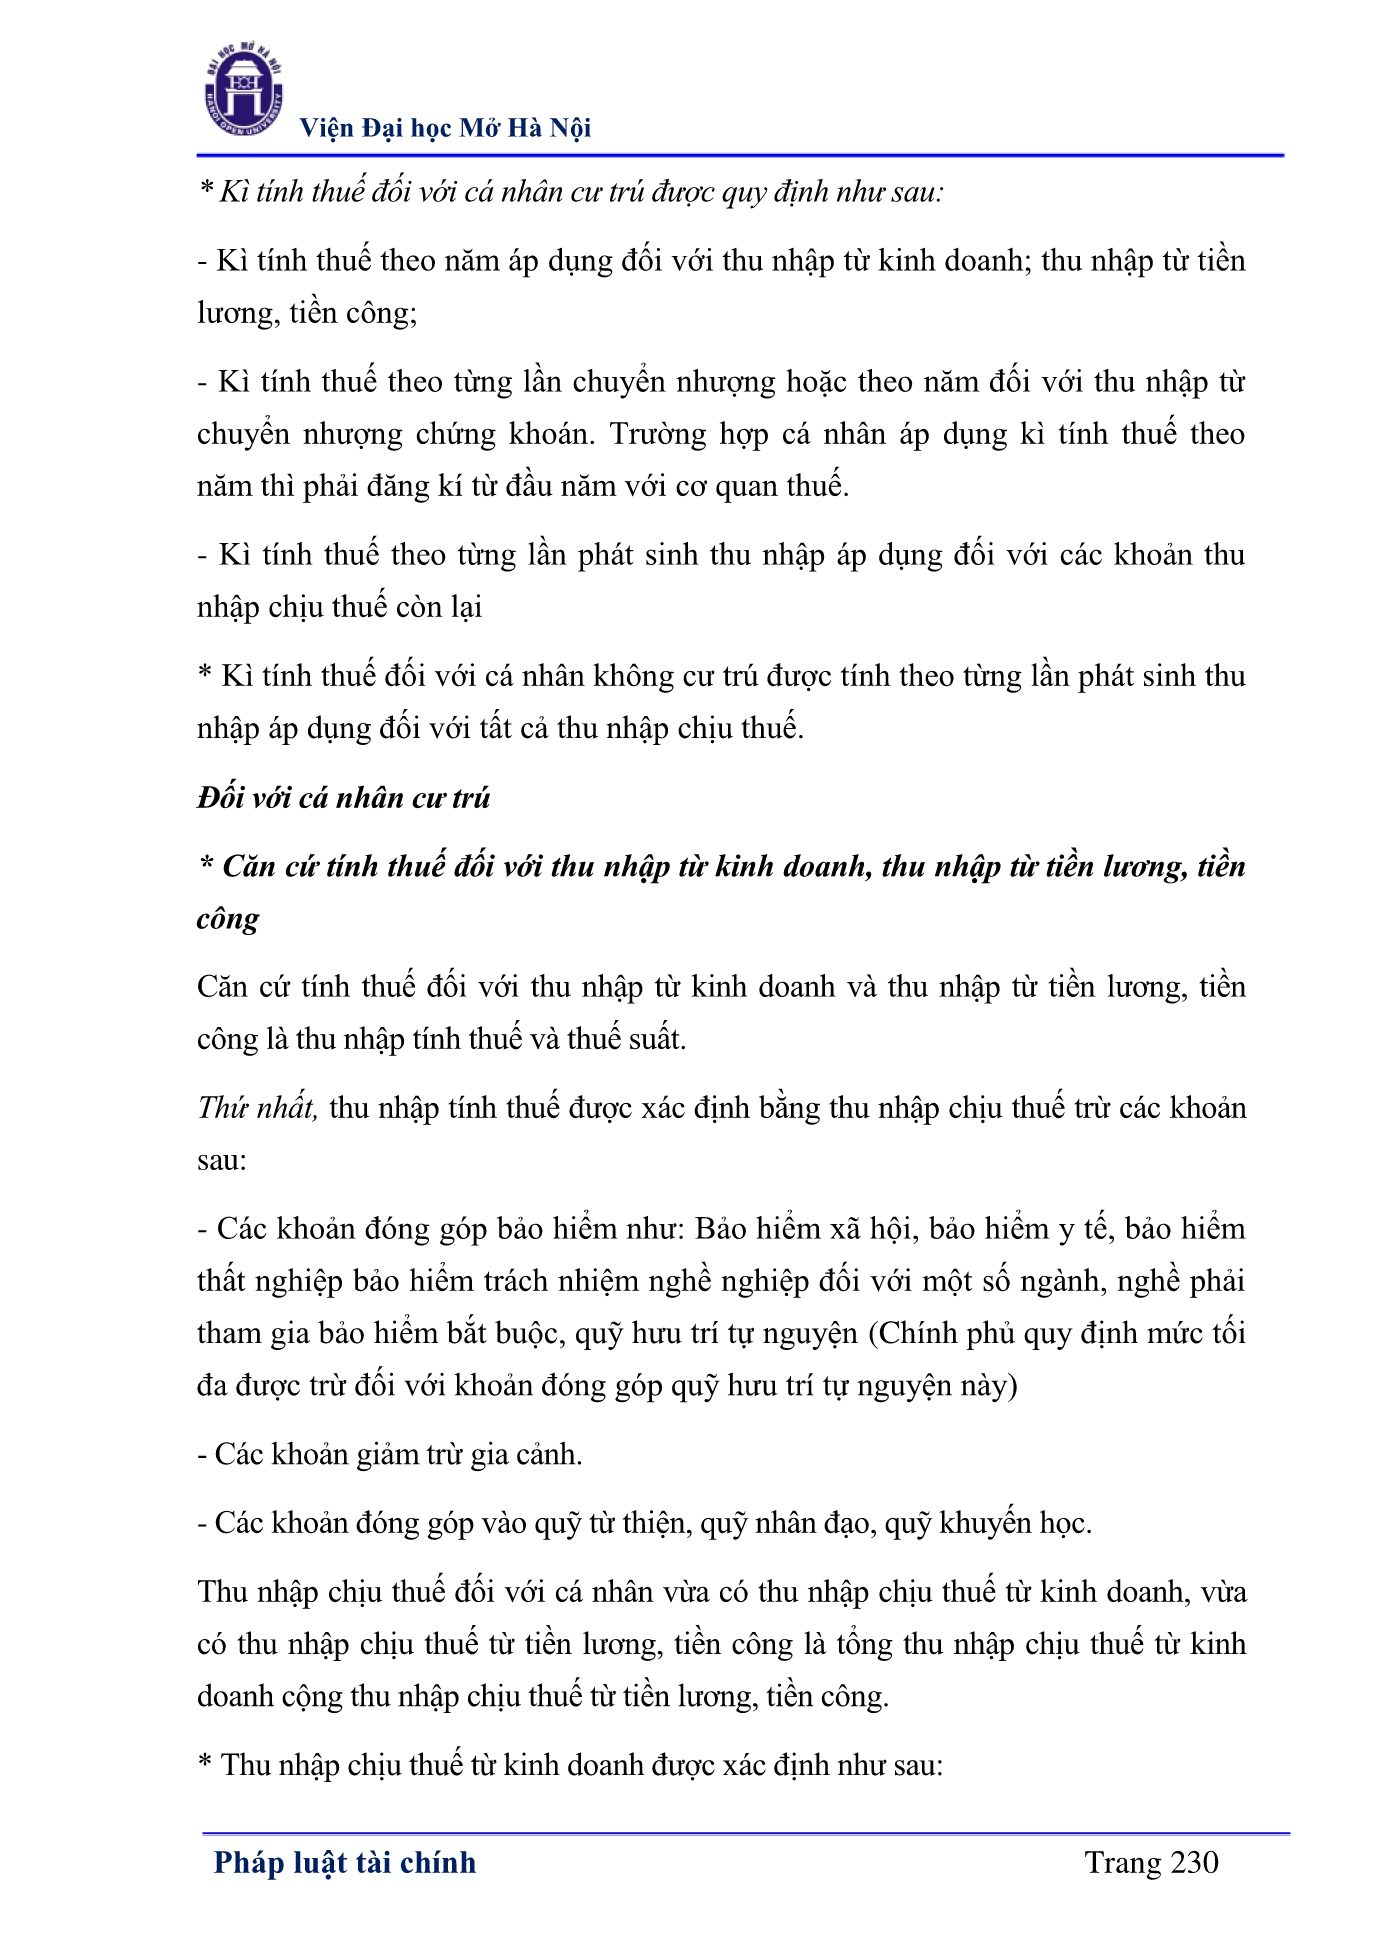 ĐẠI HỌC MỞ HÀ NỘI
HANOI OPEN UNIVERSITY
Viện Đại học Mở Hà Nội
* Kì tính thuế đối với cá nhân cư trú được quy định như sau:
- Kì tính thuế theo năm áp dụng đối với thu nhập từ kinh doanh; thu nhập từ tiền
lương, tiền công;
- Kì tính thuế theo từng lần chuyển nhượng hoặc theo năm đối với thu nhập từ
chuyển nhượng chứng khoán. Trường hợp cá nhân áp dụng kì tính thuế theo
năm thì phải đăng kí từ đầu năm với cơ quan thuế.
- Kì tính thuế theo từng lần phát sinh thu nhập áp dụng đối với các khoản thu
nhập chịu thuế còn lại
* Kì tính thuế đối với cá nhân không cư trú được tính theo từng lần phát sinh thu
nhập áp dụng đối với tất cả thu nhập chịu thuế.
Đối với cá nhân cư trú
* Căn cứ tính thuế đối với thu nhập từ kinh doanh, thu nhập từ tiền lương, tiền
công
Căn cứ tính thuế đối với thu nhập từ kinh doanh và thu nhập từ tiền lương, tiền
công là thu nhập tính thuế và thuế suất.
Thứ nhất, thu nhập tính thuế được xác định bằng thu nhập chịu thuế trừ các khoản
sau:
- Các khoản đóng góp bảo hiểm như: Bảo hiểm xã hội, bảo hiểm y tế, bảo hiểm
thất nghiệp bảo hiểm trách nhiệm nghề nghiệp đối với một số ngành, nghề phải
tham gia bảo hiểm bắt buộc, quỹ hưu trí tự nguyện (Chính phủ quy định mức tối
đa được trừ đối với khoản đóng góp quỹ hưu trí tự nguyện này)
- Các khoản giảm trừ gia cảnh.
- Các khoản đóng góp vào quỹ từ thiện, quỹ nhân đạo, quỹ khuyến học.
Thu nhập chịu thuế đối với cá nhân vừa có thu nhập chịu thuế từ kinh doanh, vừa
có thu nhập chịu thuế từ tiền lương, tiền công là tổng thu nhập chịu thuế từ kinh
doanh cộng thu nhập chịu thuế từ tiền lương, tiền công.
* Thu nhập chịu thuế từ kinh doanh được xác định như sau:
Pháp luật tài chính
Trang 230